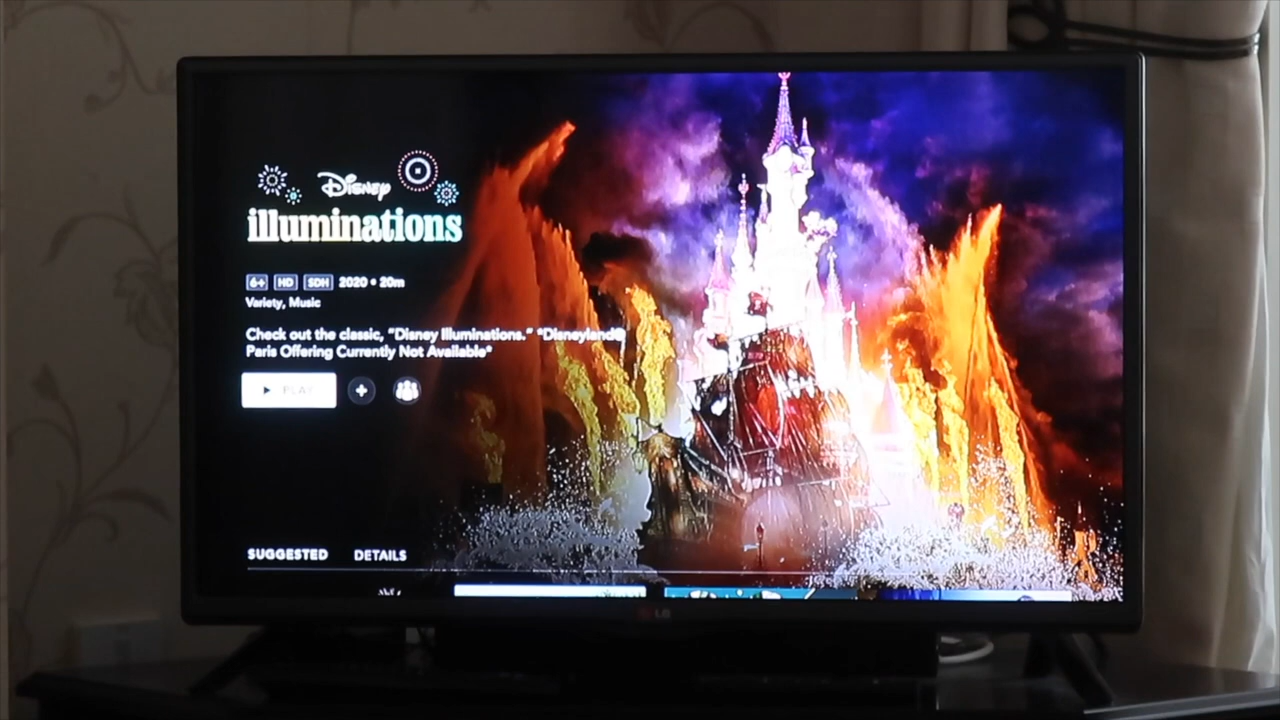 Disney
illuminations
6+ HD SDH 2020 • 20m
Variety, Music
Check out the classic, "Disney Illuminations." *Disneyland®
Paris Offering Currently Not Available*
PLAY
SUGGESTED DETAILS
LG